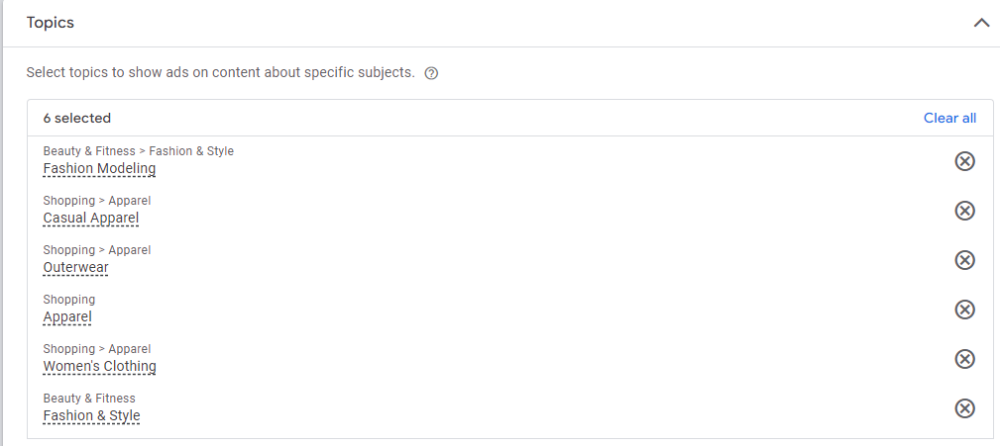 Topics
Select topics to show ads on content about specific subjects.
6 selected
Clear all
Beauty & Fitness > Fashion & Style
Fashion Modeling
Shopping > Apparel
Casual Apparel
Shopping > Apparel
Outerwear
Shopping
Apparel
Shopping > Apparel
Women's Clothing
Beauty & Fitness
Fashion & Style